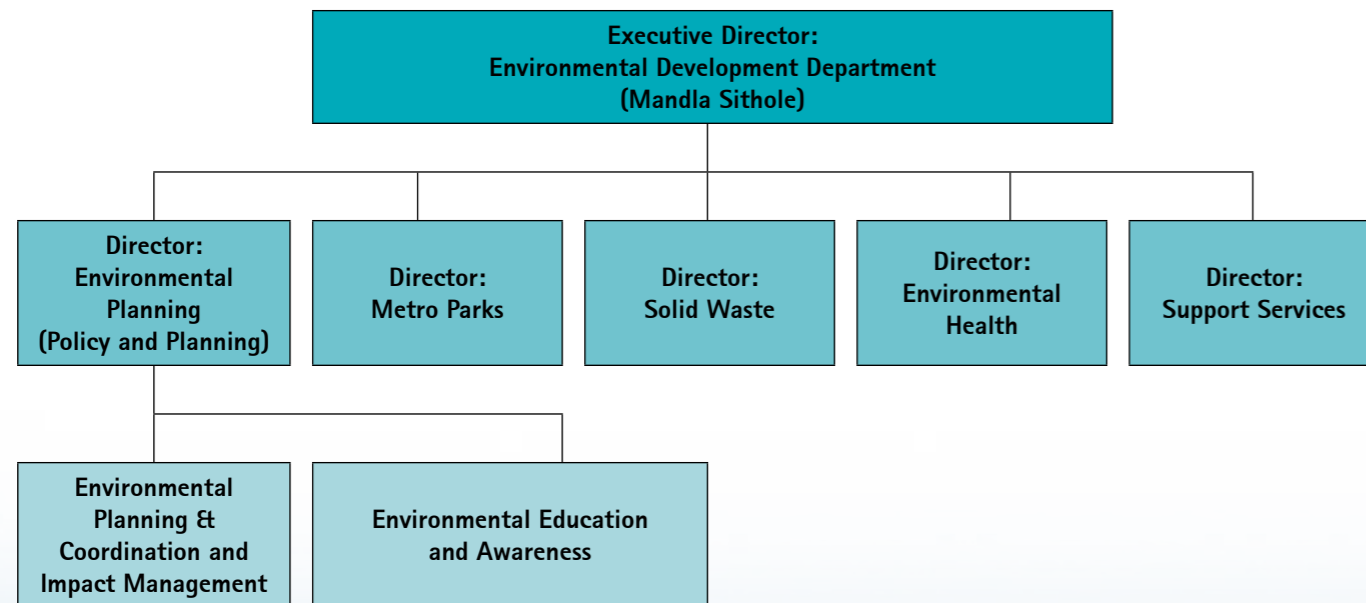 Executive Director:
Environmental Development Department
(Mandla Sithole)
Director:
Environmental
Planning
(Policy and Planning)
Director:
Metro Parks
Director:
Solid Waste
Director:
Environmental
Health
Director:
Support Services
Environmental
Planning &
Coordination and
Impact Management
Environmental Education
and Awareness